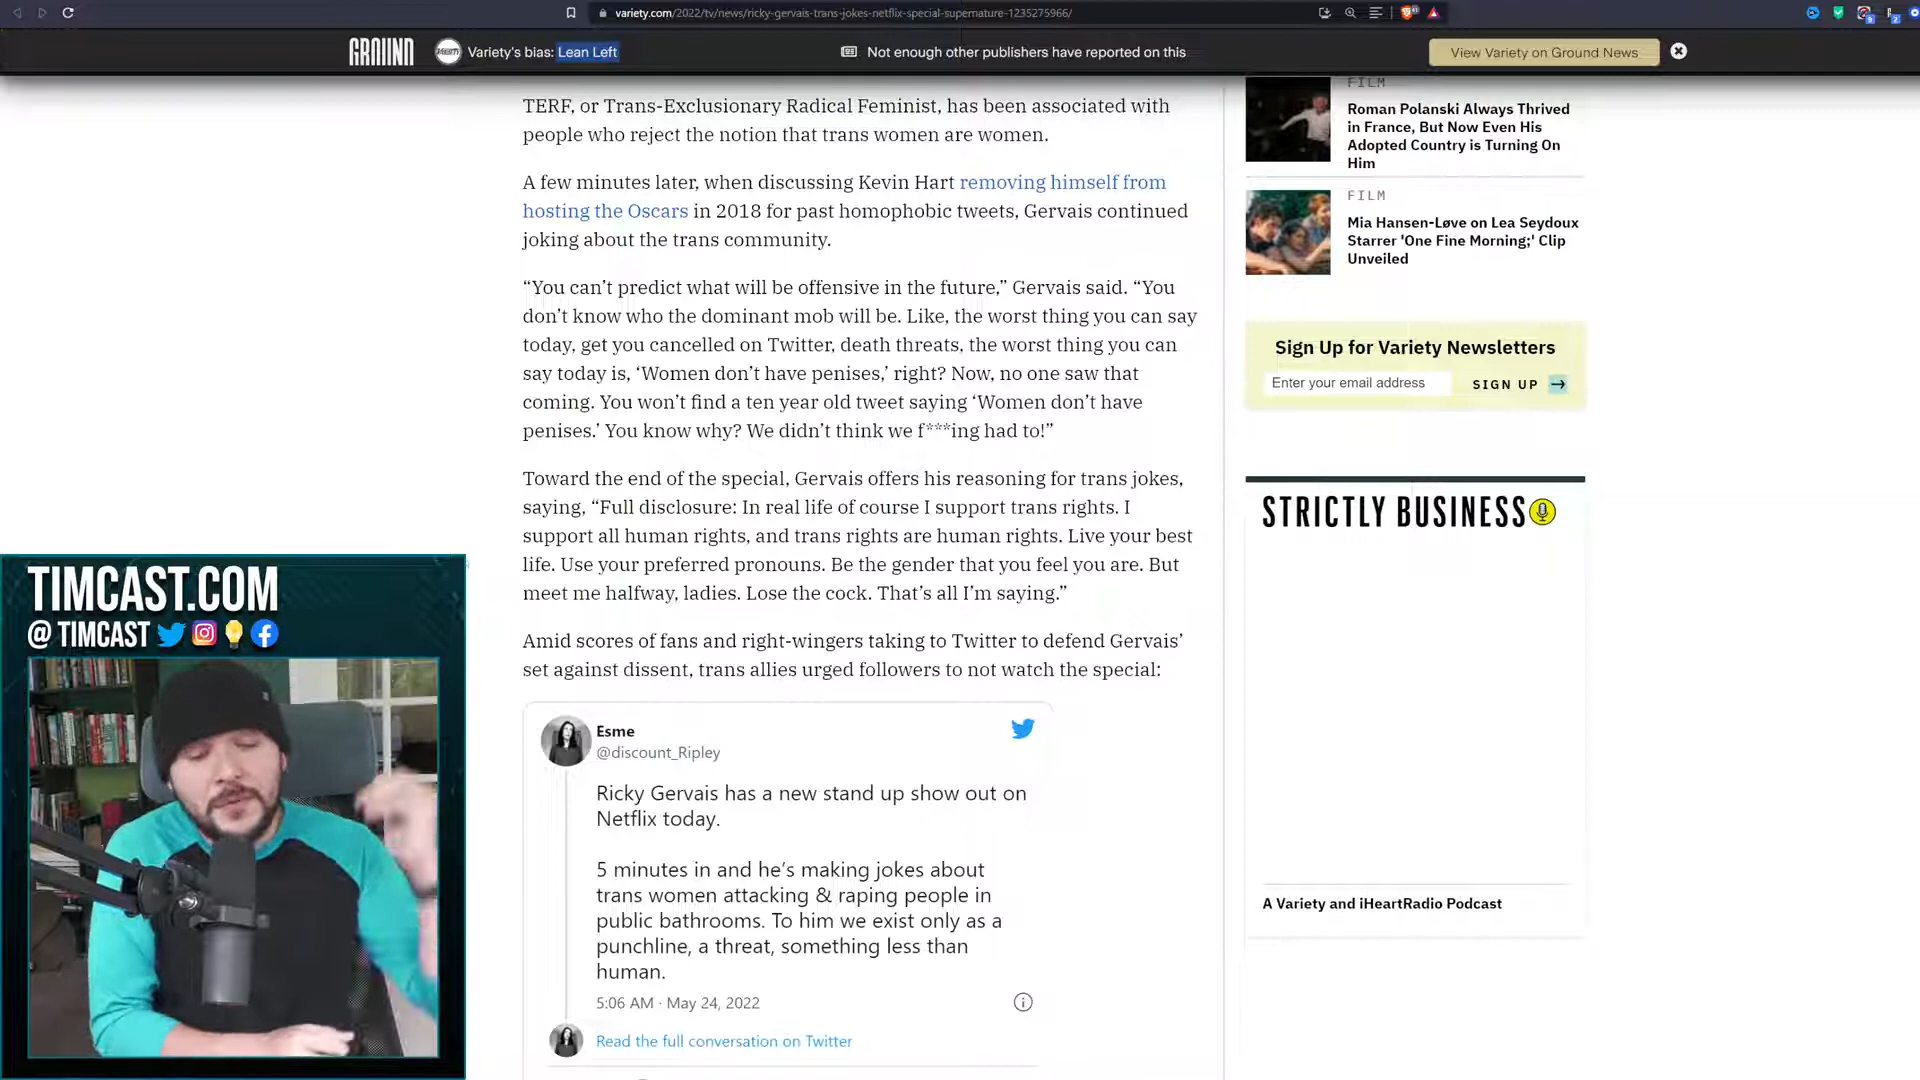 variety.com/2022/tv/news/ricky-gervais-trans-jokes-netflix-special-supernature-1235275966/
GROUND
Variety's bias: Lean Left
Not enough other publishers have reported on this
View Variety on Ground News
TERF, or Trans-Exclusionary Radical Feminist, has been associated with
people who reject the notion that trans women are women.
A few minutes later, when discussing Kevin Hart removing himself from
hosting the Oscars in 2018 for past homophobic tweets, Gervais continued
joking about the trans community.
“You can’t predict what will be offensive in the future,” Gervais said. “You
don’t know who the dominant mob will be. Like, the worst thing you can say
today, get you cancelled on Twitter, death threats, the worst thing you can
say today is, ‘Women don’t have penises,’ right? Now, no one saw that
coming. You won’t find a ten year old tweet saying ‘Women don’t have
penises.’ You know why? We didn’t think we f***ing had to!”
Toward the end of the special, Gervais offers his reasoning for trans jokes,
saying, “Full disclosure: In real life of course I support trans rights. I
support all human rights, and trans rights are human rights. Live your best
life. Use your preferred pronouns. Be the gender that you feel you are. But
meet me halfway, ladies. Lose the cock. That’s all I’m saying.”
Amid scores of fans and right-wingers taking to Twitter to defend Gervais’
set against dissent, trans allies urged followers to not watch the special:
Esme
@discount_Ripley
Ricky Gervais has a new stand up show out on
Netflix today.
5 minutes in and he’s making jokes about
trans women attacking & raping people in
public bathrooms. To him we exist only as a
punchline, a threat, something less than
human.
5:06 AM · May 24, 2022
Read the full conversation on Twitter
FILM
Roman Polanski Always Thrived
in France, But Now Even His
Adopted Country is Turning On
Him
FILM
Mia Hansen-Løve on Lea Seydoux
Starrer 'One Fine Morning;' Clip
Unveiled
Sign Up for Variety Newsletters
Enter your email address
SIGN UP
STRICTLY BUSINESS
A Variety and iHeartRadio Podcast
TIMCAST.COM
@ TIMCAST